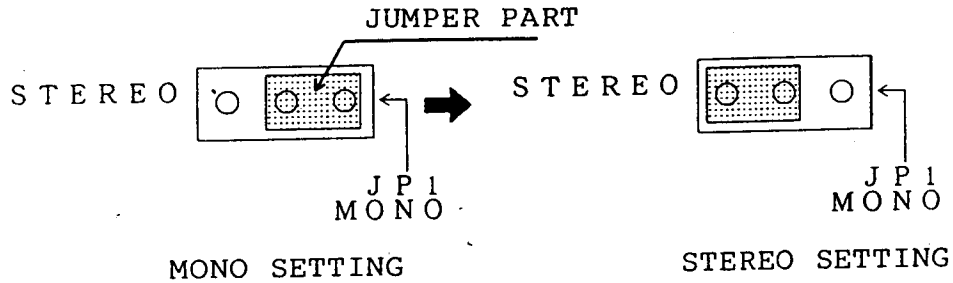 JUMPER PART
STEREO
JP1
MONO
MONO SETTING
STEREO
JP1
MONO
STEREO SETTING